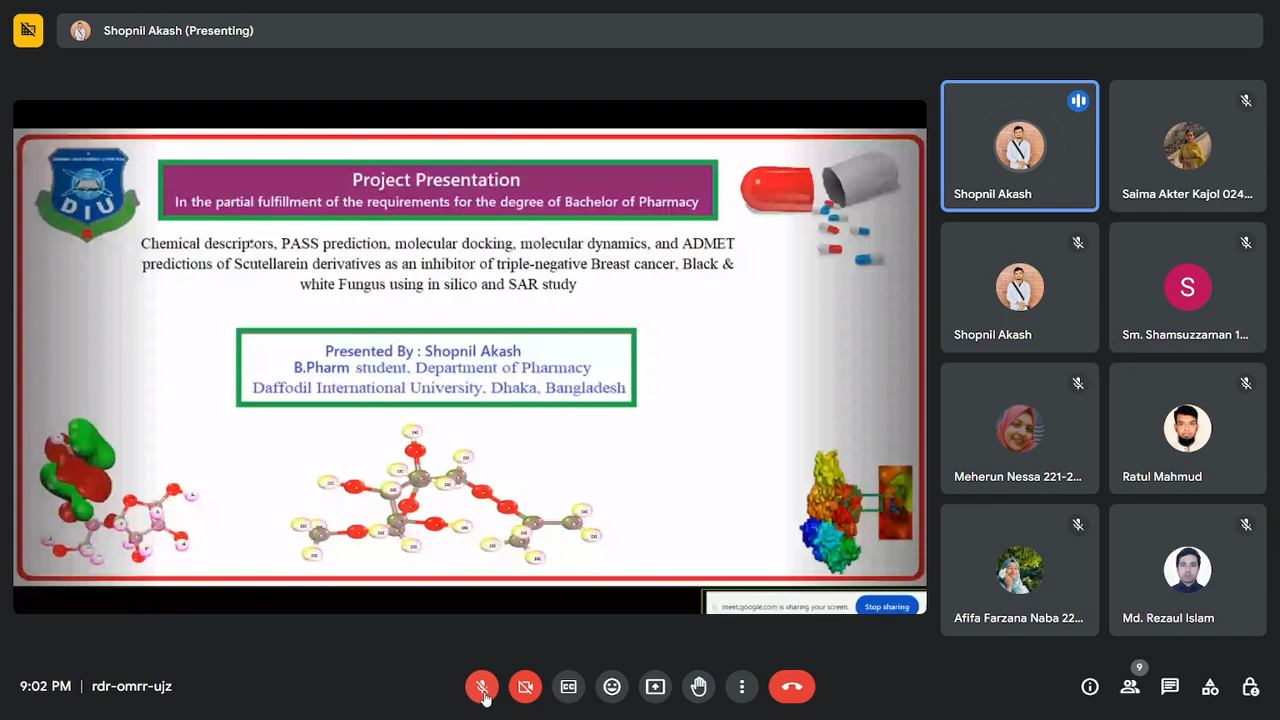 Shopnil Akash (Presenting)
DIU
Project Presentation
In the partial fulfillment of the requirements for the degree of Bachelor of Pharmacy
Chemical descriptors, PASS prediction, molecular docking, molecular dynamics, and ADMET
predictions of Scutellarein derivatives as an inhibitor of triple-negative Breast cancer, Black &
white Fungus using in silico and SAR study
Presented By : Shopnil Akash
B.Pharm student, Department of Pharmacy
Daffodil International University, Dhaka, Bangladesh
meet.google.com is sharing your screen.
Stop sharing
Shopnil Akash
Saima Akter Kajol 024...
Shopnil Akash
S
Sm. Shamsuzzaman 1...
Meherun Nessa 221-2...
Ratul Mahmud
Afifa Farzana Naba 22...
Md. Rezaul Islam
9:02 PM | rdr-omrr-ujz
9